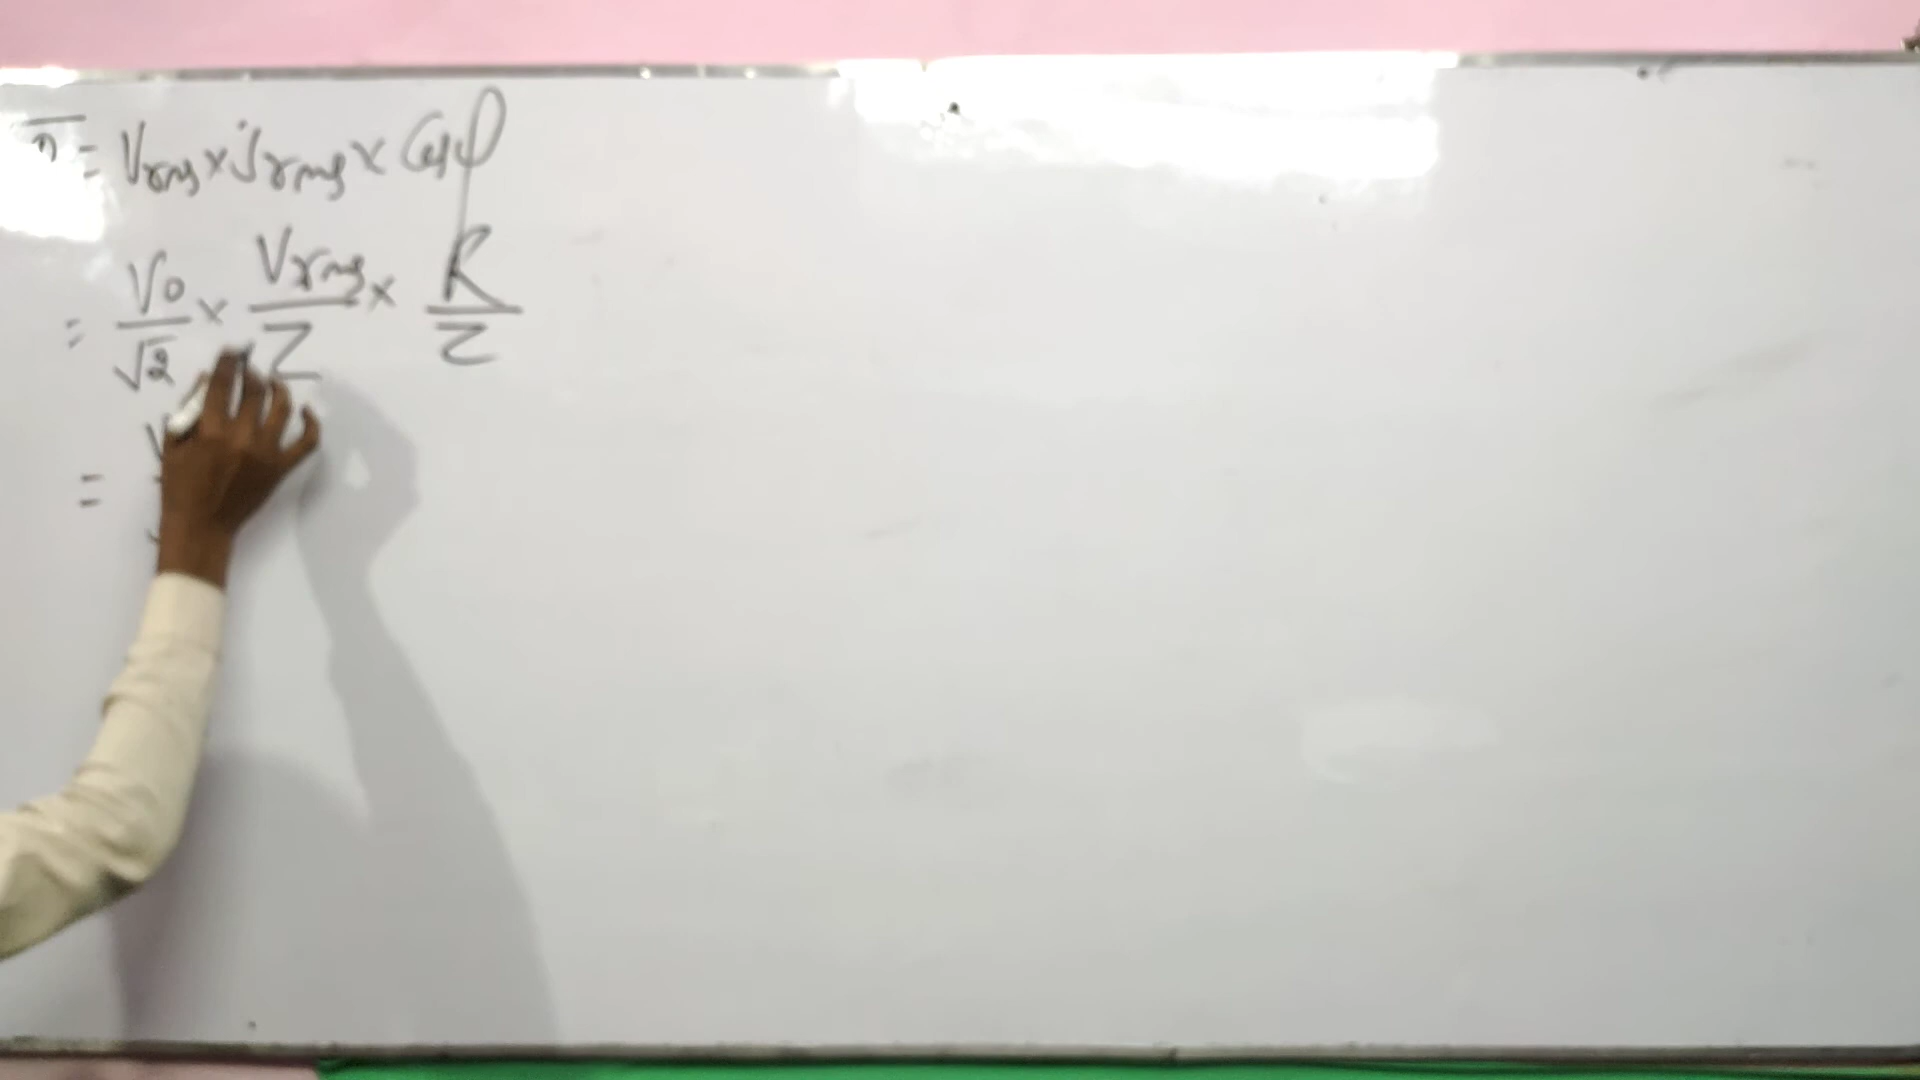 = Vrms × irms × Cosφ
= V0/√2 × Vrms/Z × R/Z
=